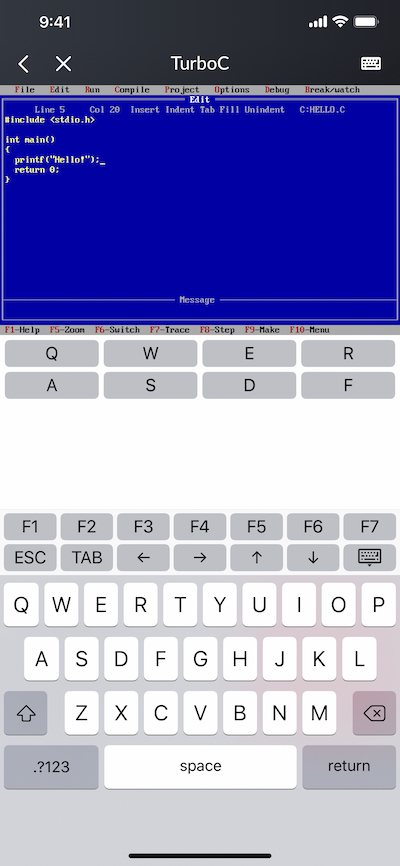 9:41
TurboC
File Edit Run Compile Project Options Debug Break/watch
Edit
Line 5 Col 20 Insert Indent Tab Fill Unindent C:HELLO.C
#include <stdio.h>
int main()
{
printf("Hello!");_
return 0;
}
Message
F1-Help F5-Zoom F6-Switch F7-Trace F8-Step F9-Make F10-Menu
Q W E R
A S D F
F1 F2 F3 F4 F5 F6 F7
ESC TAB ← → ↑ ↓
Q W E R T Y U I O P
A S D F G H J K L
Z X C V B N M
.?123 space return